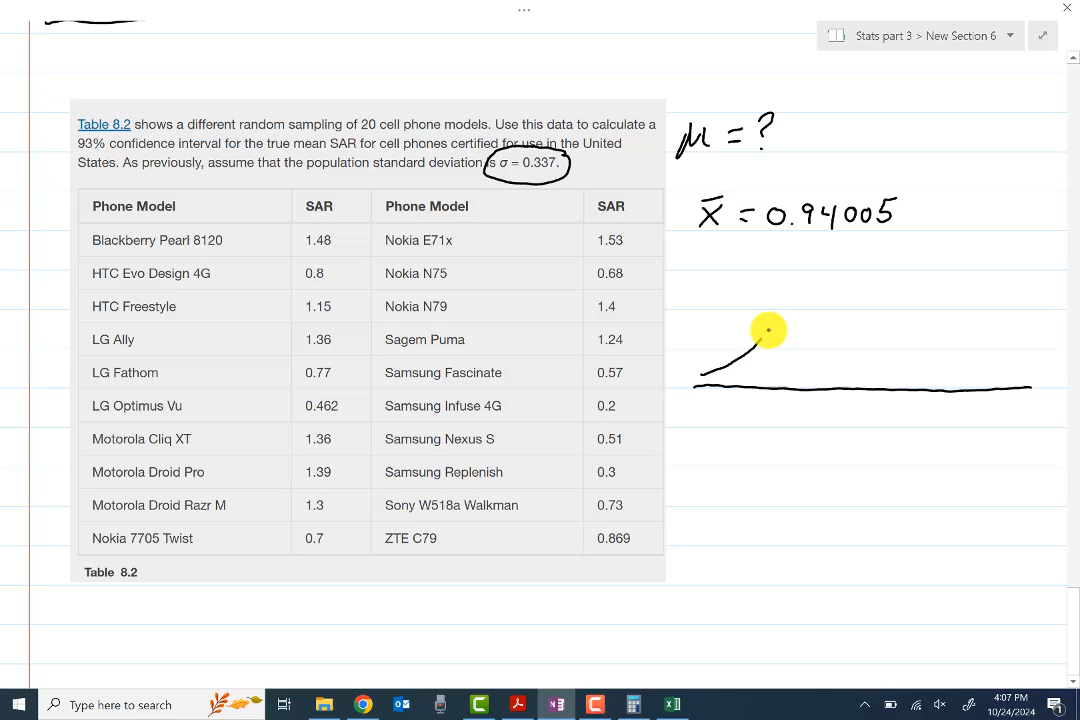 Stats part 3 > New Section 6
Table 8.2 shows a different random sampling of 20 cell phone models. Use this data to calculate a
93% confidence interval for the true mean SAR for cell phones certified for use in the United
States. As previously, assume that the population standard deviation is σ = 0.337.
μ = ?
x̄ = 0.94005
Phone Model SAR Phone Model SAR
Blackberry Pearl 8120 1.48 Nokia E71x 1.53
HTC Evo Design 4G 0.8 Nokia N75 0.68
HTC Freestyle 1.15 Nokia N79 1.4
LG Ally 1.36 Sagem Puma 1.24
LG Fathom 0.77 Samsung Fascinate 0.57
LG Optimus Vu 0.462 Samsung Infuse 4G 0.2
Motorola Cliq XT 1.36 Samsung Nexus S 0.51
Motorola Droid Pro 1.39 Samsung Replenish 0.3
Motorola Droid Razr M 1.3 Sony W518a Walkman 0.73
Nokia 7705 Twist 0.7 ZTE C79 0.869
Table 8.2
Type here to search
4:07 PM
10/24/2024